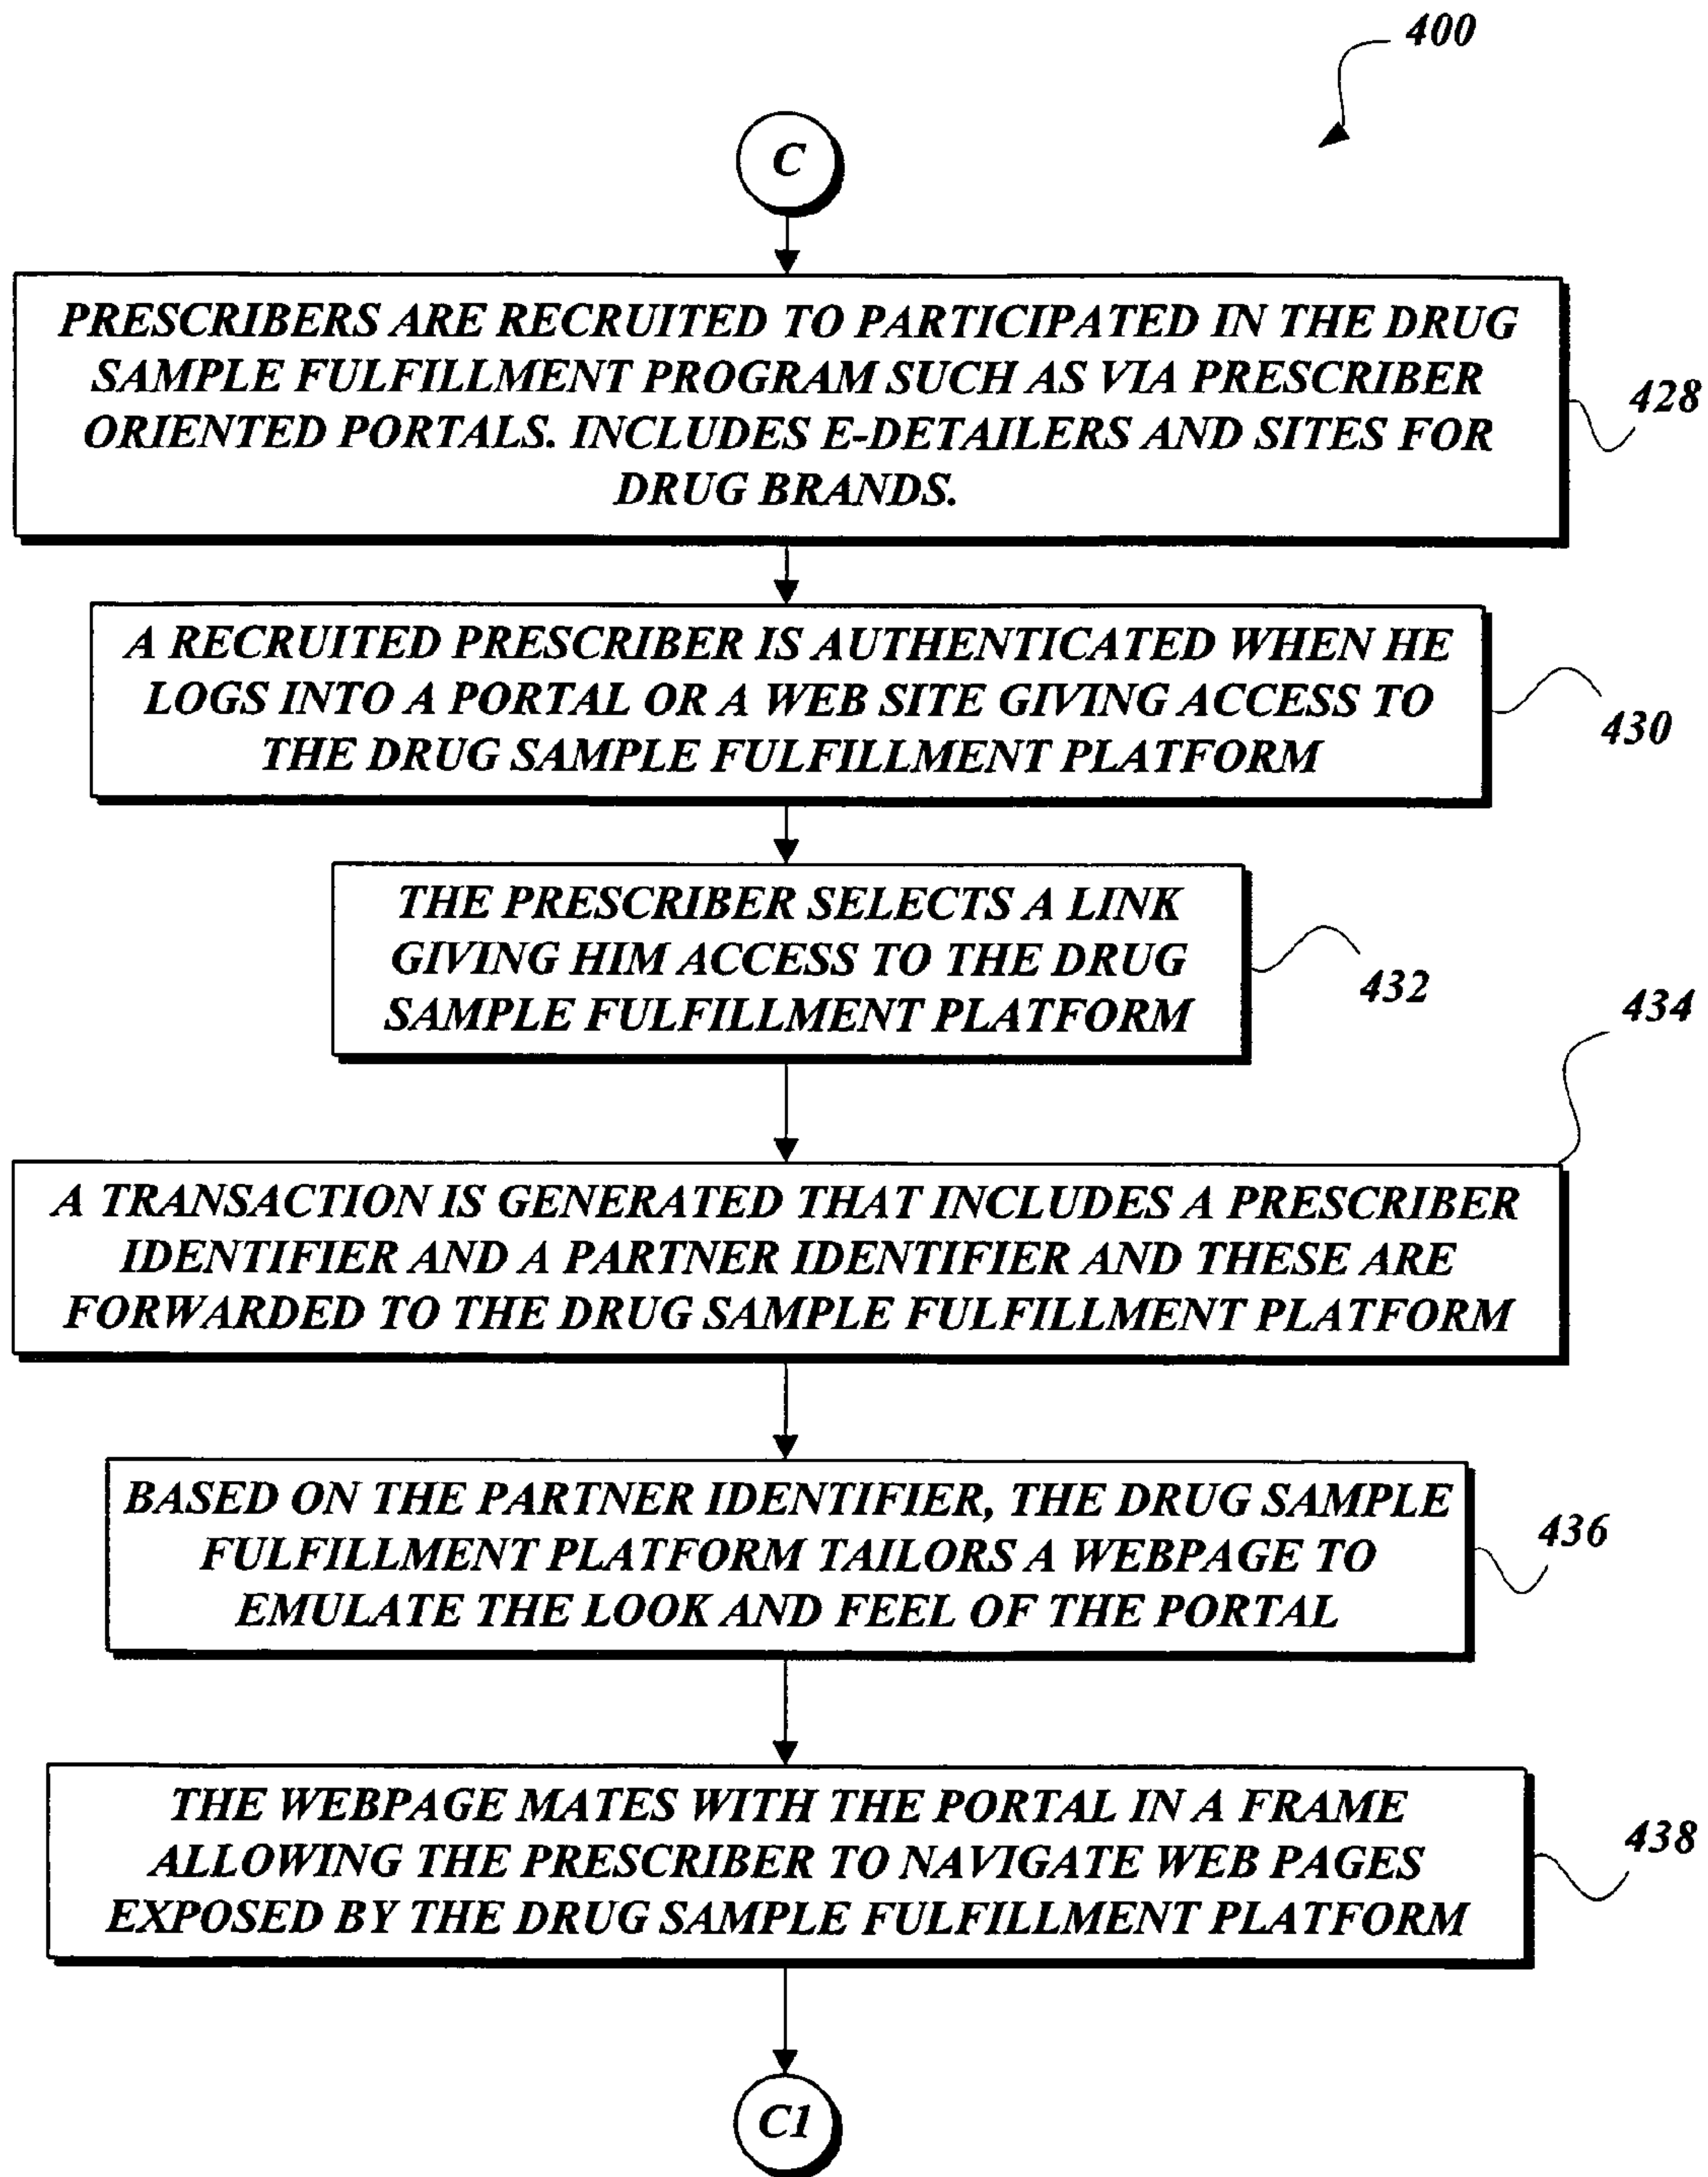 400
C
PRESCRIBERS ARE RECRUITED TO PARTICIPATED IN THE DRUG
SAMPLE FULFILLMENT PROGRAM SUCH AS VIA PRESCRIBER
ORIENTED PORTALS. INCLUDES E-DETAILERS AND SITES FOR
DRUG BRANDS.
428
A RECRUITED PRESCRIBER IS AUTHENTICATED WHEN HE
LOGS INTO A PORTAL OR A WEB SITE GIVING ACCESS TO
THE DRUG SAMPLE FULFILLMENT PLATFORM
430
THE PRESCRIBER SELECTS A LINK
GIVING HIM ACCESS TO THE DRUG
SAMPLE FULFILLMENT PLATFORM
432
434
A TRANSACTION IS GENERATED THAT INCLUDES A PRESCRIBER
IDENTIFIER AND A PARTNER IDENTIFIER AND THESE ARE
FORWARDED TO THE DRUG SAMPLE FULFILLMENT PLATFORM
BASED ON THE PARTNER IDENTIFIER, THE DRUG SAMPLE
FULFILLMENT PLATFORM TAILORS A WEBPAGE TO
EMULATE THE LOOK AND FEEL OF THE PORTAL
436
THE WEBPAGE MATES WITH THE PORTAL IN A FRAME
ALLOWING THE PRESCRIBER TO NAVIGATE WEB PAGES
EXPOSED BY THE DRUG SAMPLE FULFILLMENT PLATFORM
438
C1